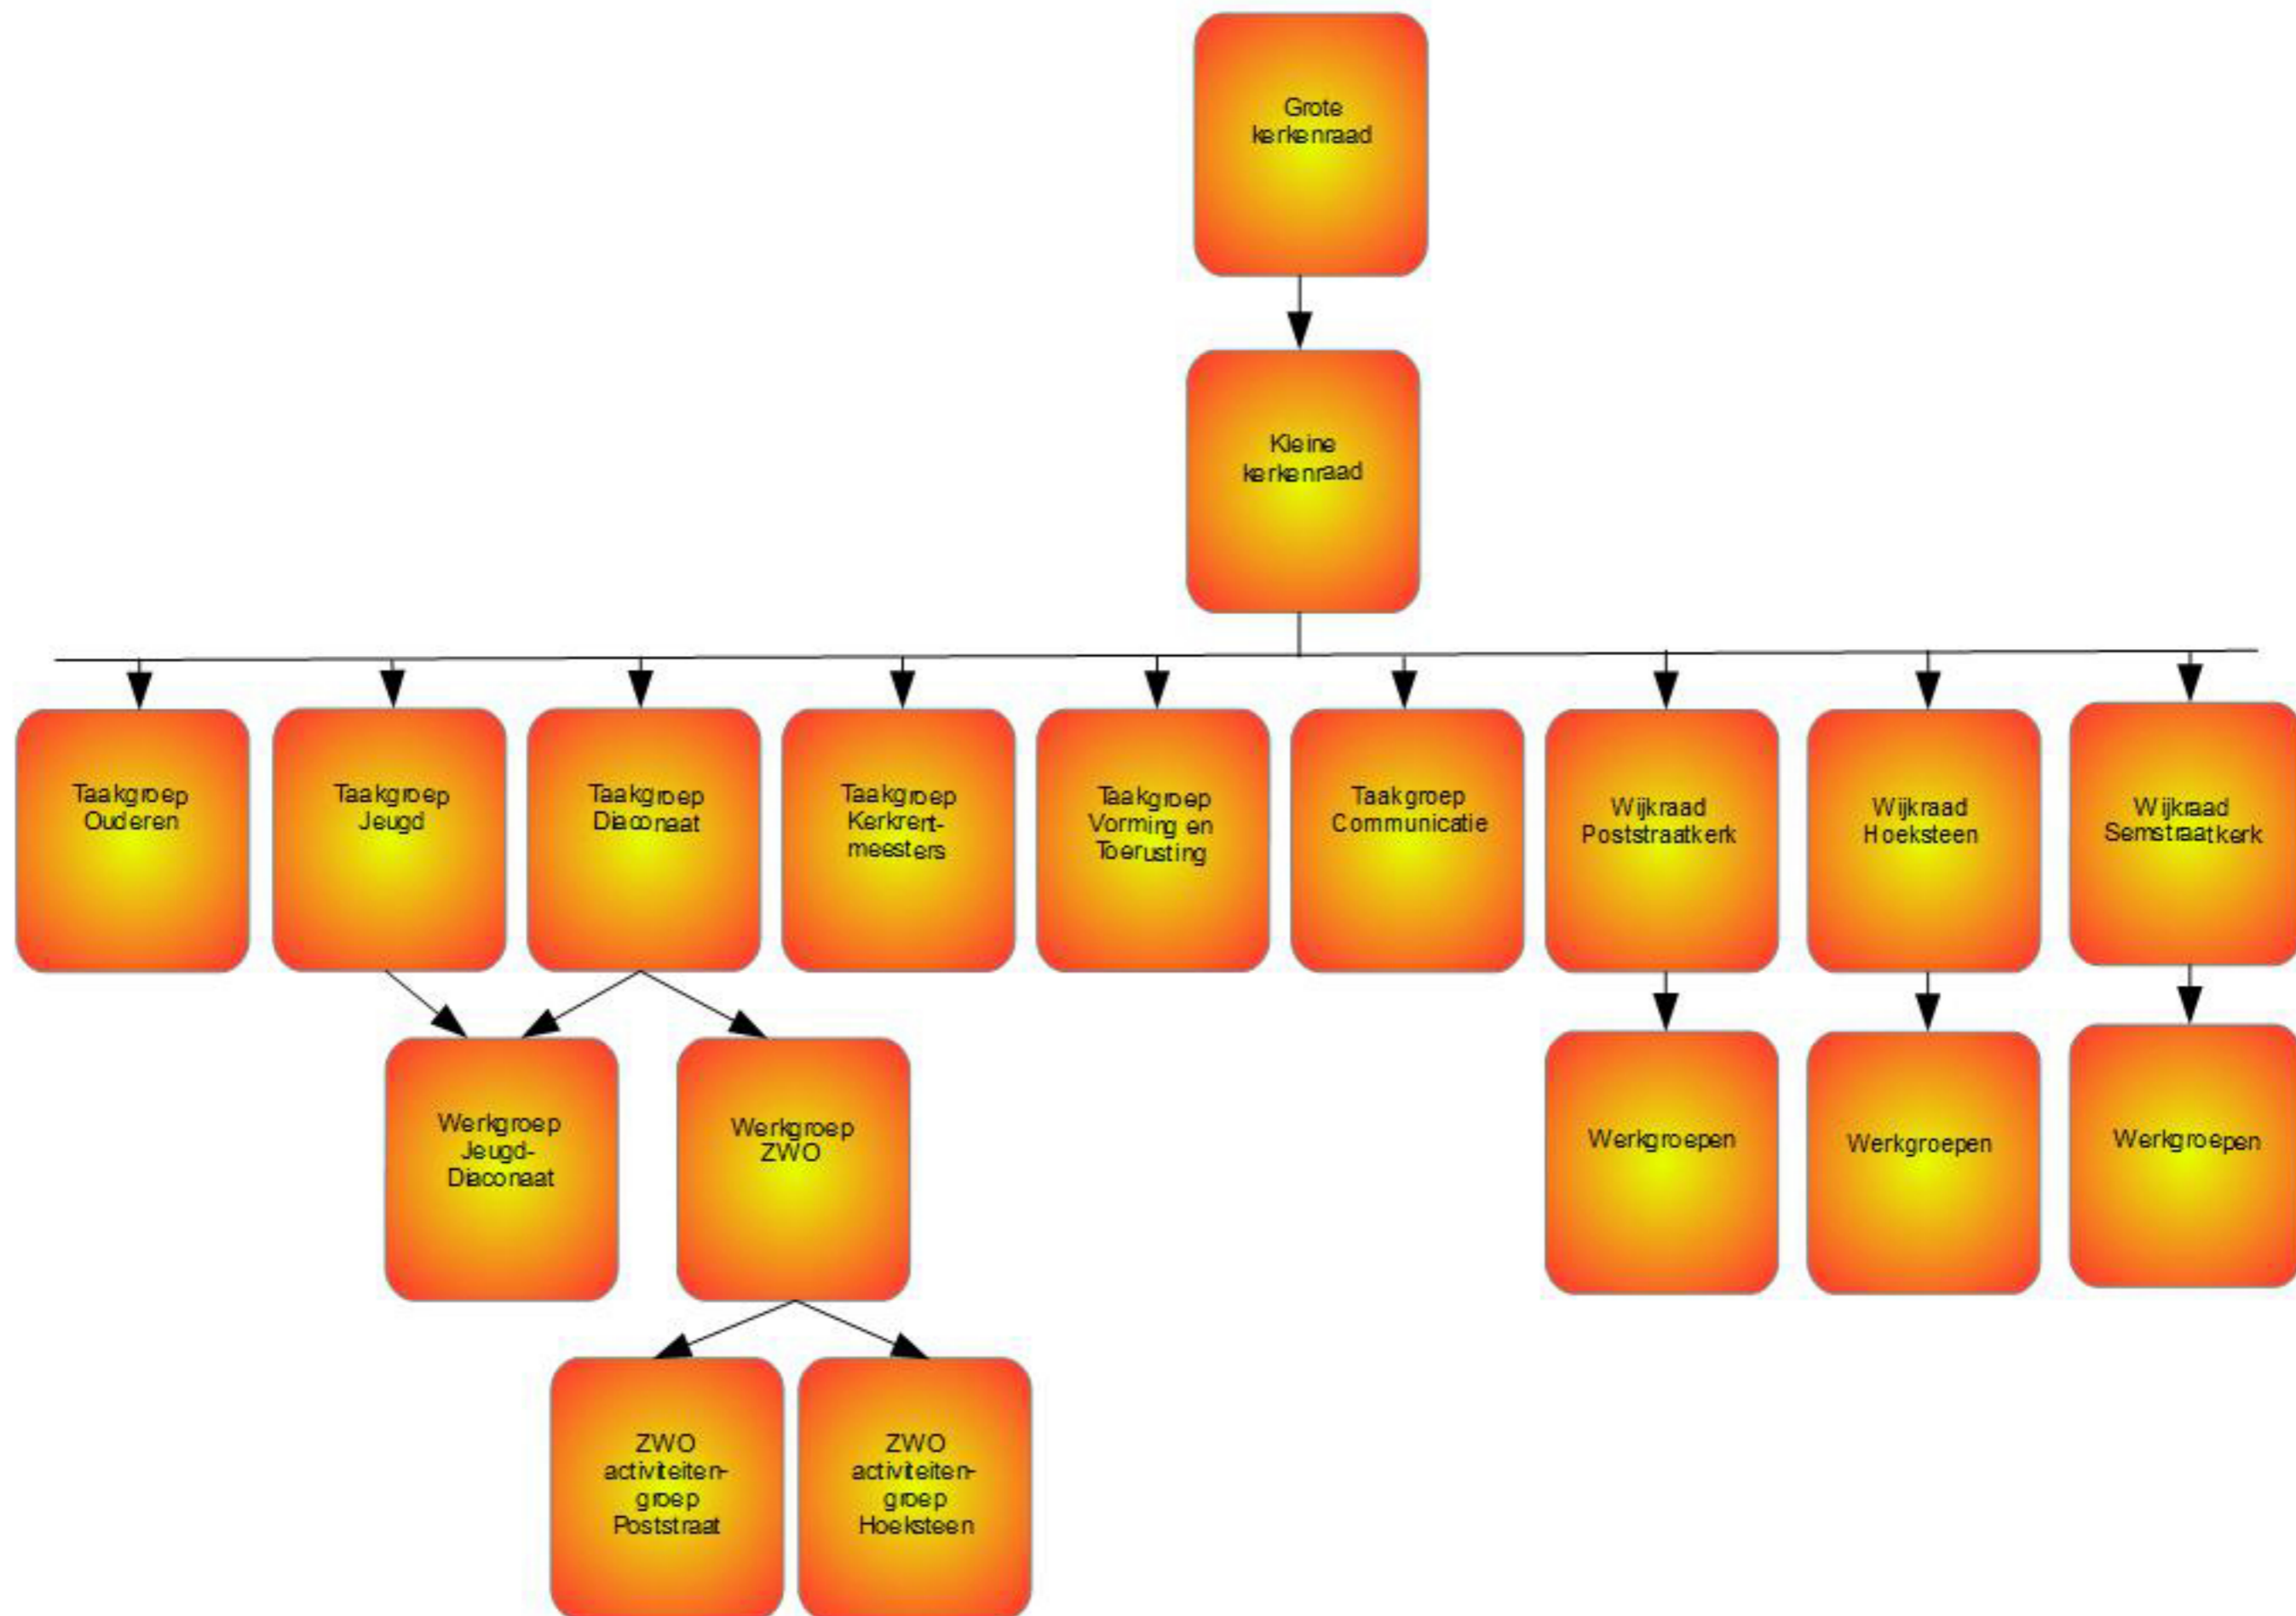 Grote
kerkenraad
Kleine
kerkenraad
Taakgroep
Ouderen
Taakgroep
Jeugd
Taakgroep
Diaconaat
Taakgroep
Kerkrent-
meesters
Taakgroep
Vorming en
Toerusting
Taakgroep
Communicatie
Wijkraad
Poststraatkerk
Wijkraad
Hoeksteen
Wijkraad
Semstraatkerk
Werkgroep
Jeugd-
Diaconaat
Werkgroep
ZWO
Werkgroepen
Werkgroepen
Werkgroepen
ZWO
activiteiten-
groep
Poststraat
ZWO
activiteiten-
groep
Hoeksteen